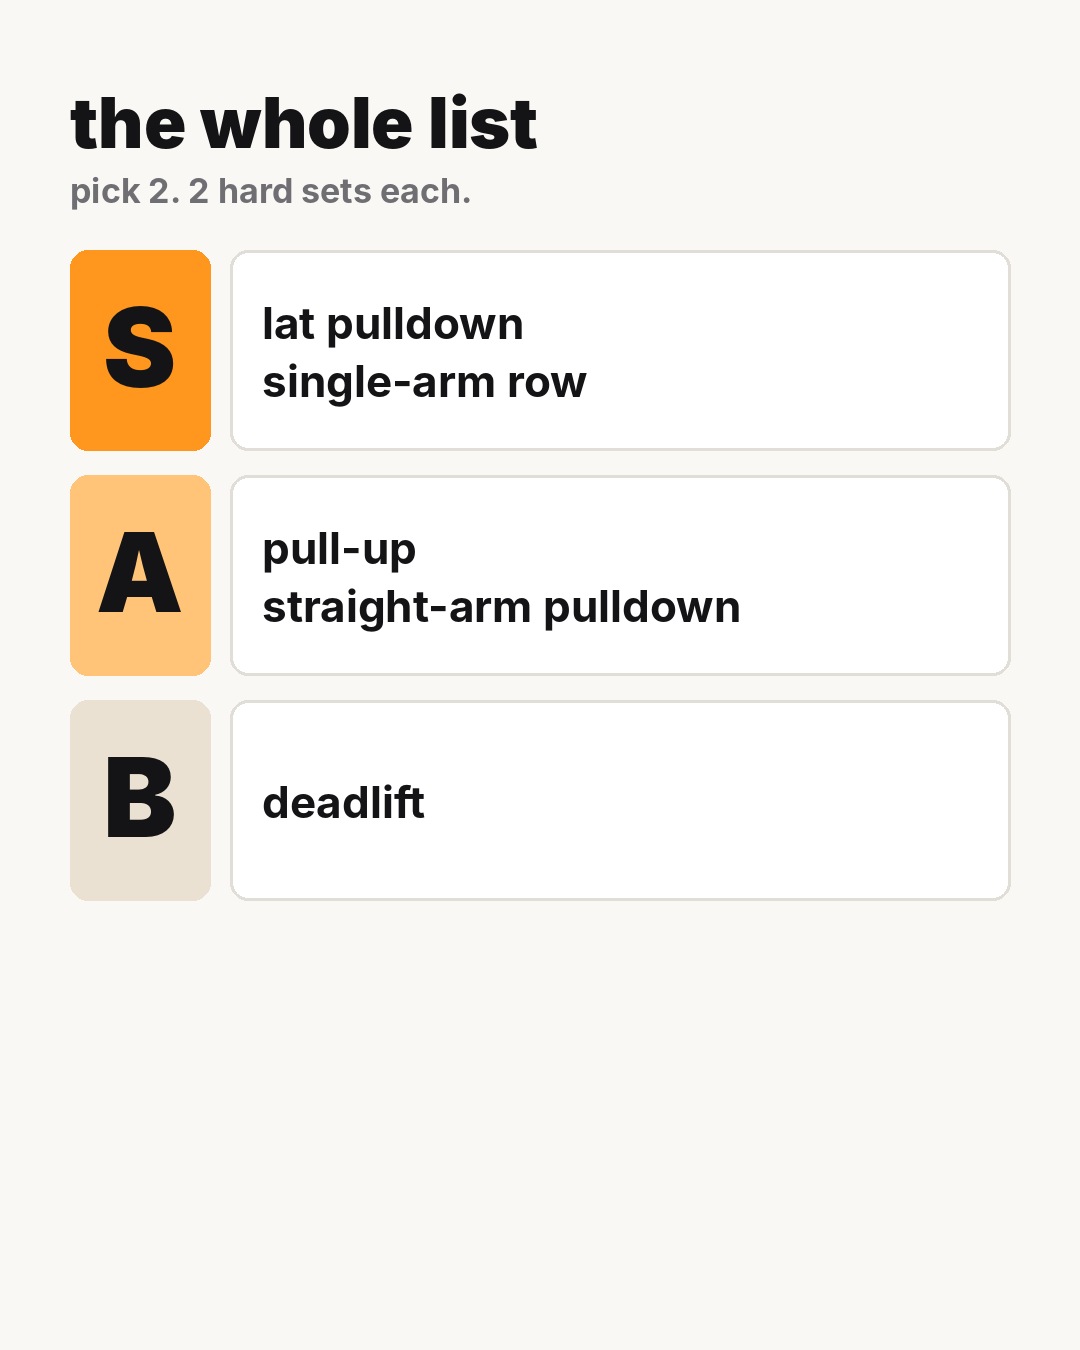 the whole list
pick 2. 2 hard sets each.
S
lat pulldown
single-arm row
A
pull-up
straight-arm pulldown
B
deadlift